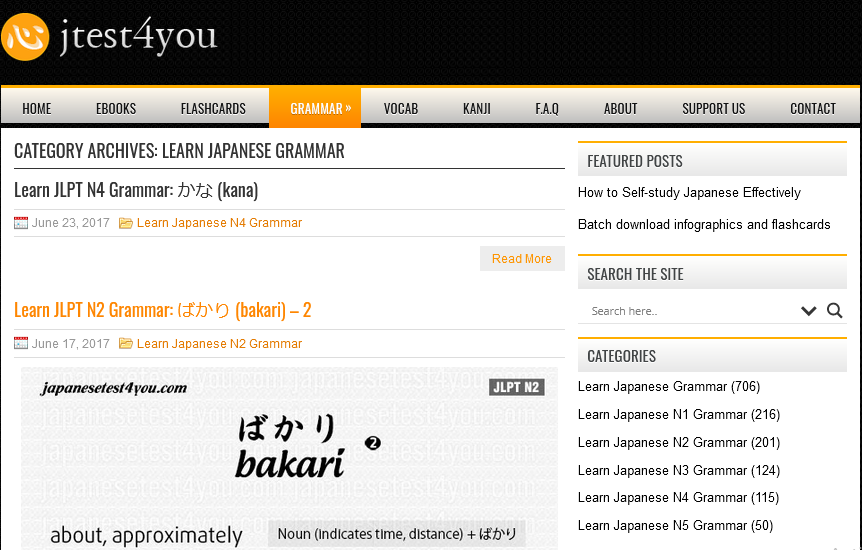 心 jtest4you
HOME EBOOKS FLASHCARDS GRAMMAR » VOCAB KANJI F.A.Q ABOUT SUPPORT US CONTACT
CATEGORY ARCHIVES: LEARN JAPANESE GRAMMAR
Learn JLPT N4 Grammar: かな (kana)
June 23, 2017 Learn Japanese N4 Grammar
Read More
Learn JLPT N2 Grammar: ばかり (bakari) – 2
June 17, 2017 Learn Japanese N2 Grammar
japanesetest4you.com
JLPT N2
ばかり
bakari ❷
about, approximately
Noun (indicates time, distance) + ばかり
FEATURED POSTS
How to Self-study Japanese Effectively
Batch download infographics and flashcards
SEARCH THE SITE
Search here..
CATEGORIES
Learn Japanese Grammar (706)
Learn Japanese N1 Grammar (216)
Learn Japanese N2 Grammar (201)
Learn Japanese N3 Grammar (124)
Learn Japanese N4 Grammar (115)
Learn Japanese N5 Grammar (50)